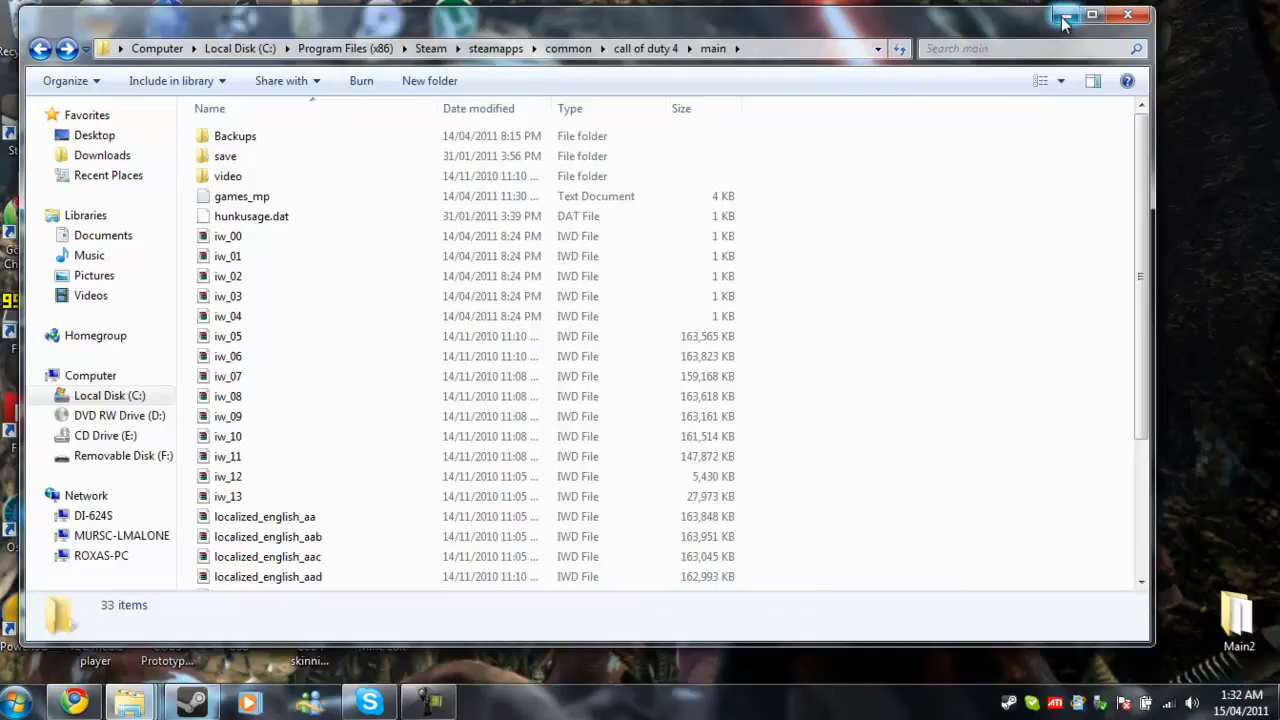 Computer Local Disk (C:) Program Files (x86) Steam steamapps common call of duty 4 main
Search main
Organize Include in library Share with Burn New folder
Name Date modified Type Size
Favorites
Desktop
Downloads
Recent Places
Libraries
Documents
Music
Pictures
Videos
Homegroup
Computer
Local Disk (C:)
DVD RW Drive (D:)
CD Drive (E:)
Removable Disk (F:)
Network
DI-624S
MURSC-LMALONE
ROXAS-PC
Backups 14/04/2011 8:15 PM File folder
save 31/01/2011 3:56 PM File folder
video 14/11/2010 11:10 ... File folder
games_mp 14/04/2011 11:30 ... Text Document 4 KB
hunkusage.dat 31/01/2011 3:39 PM DAT File 1 KB
iw_00 14/04/2011 8:24 PM IWD File 1 KB
iw_01 14/04/2011 8:24 PM IWD File 1 KB
iw_02 14/04/2011 8:24 PM IWD File 1 KB
iw_03 14/04/2011 8:24 PM IWD File 1 KB
iw_04 14/04/2011 8:24 PM IWD File 1 KB
iw_05 14/11/2010 11:10 ... IWD File 163,565 KB
iw_06 14/11/2010 11:10 ... IWD File 163,823 KB
iw_07 14/11/2010 11:08 ... IWD File 159,168 KB
iw_08 14/11/2010 11:08 ... IWD File 163,618 KB
iw_09 14/11/2010 11:08 ... IWD File 163,161 KB
iw_10 14/11/2010 11:08 ... IWD File 161,514 KB
iw_11 14/11/2010 11:08 ... IWD File 147,872 KB
iw_12 14/11/2010 11:05 ... IWD File 5,430 KB
iw_13 14/11/2010 11:05 ... IWD File 27,973 KB
localized_english_aa 14/11/2010 11:05 ... IWD File 163,848 KB
localized_english_aab 14/11/2010 11:05 ... IWD File 163,951 KB
localized_english_aac 14/11/2010 11:05 ... IWD File 163,045 KB
localized_english_aad 14/11/2010 11:10 ... IWD File 162,993 KB
33 items
Main2
player
Prototyp...
skinni...
ATI
1:32 AM
15/04/2011